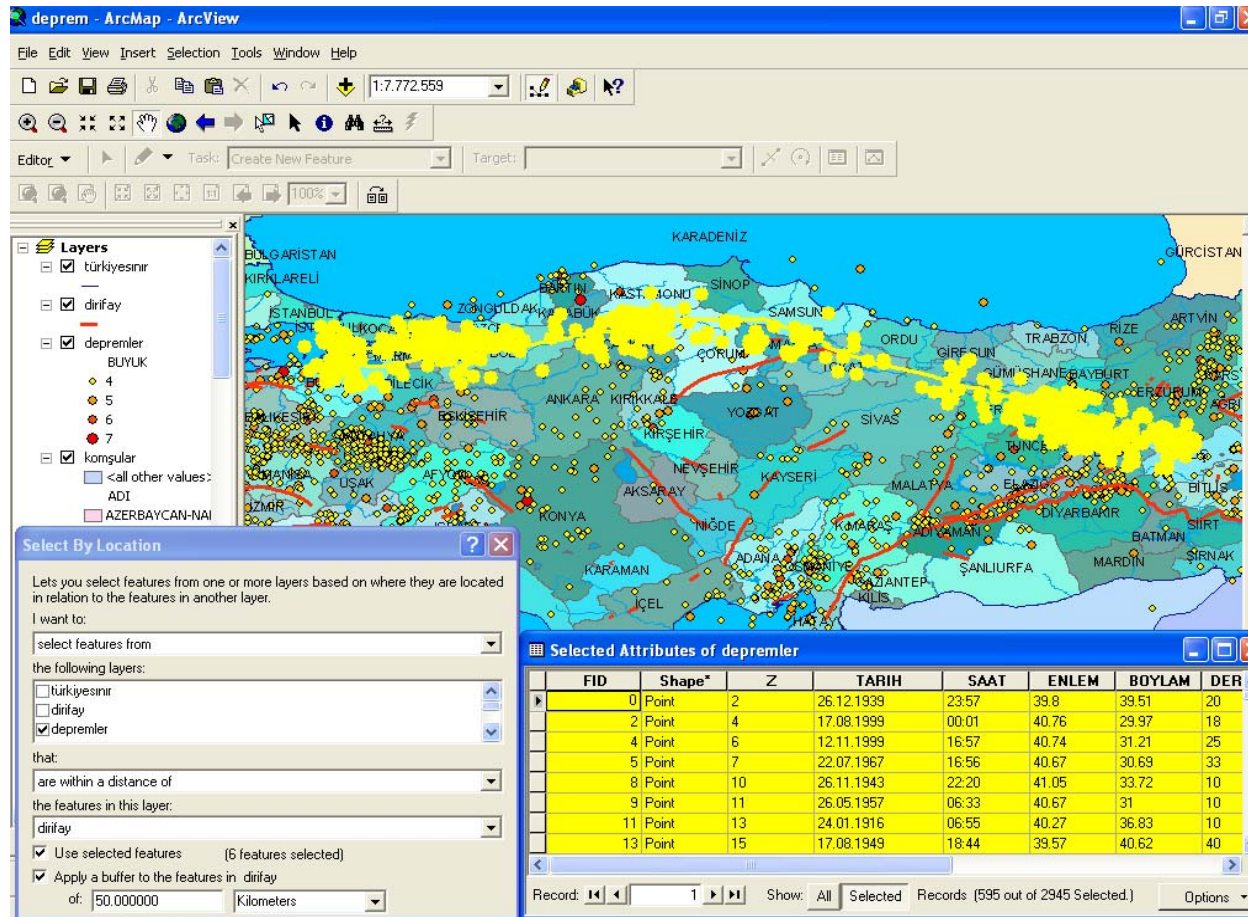 deprem - ArcMap - ArcView
File Edit View Insert Selection Tools Window Help
1:7.772.559
Editor Task: Create New Feature Target:
100%
Layers
türkiyesınır
dirifay
depremler
BUYUK
4
5
6
7
komşular
<all other values>
ADI
AZERBAYCAN-NAI
KARADENİZ
GÜRCİSTAN
BULGARİSTAN
KIRKLARELİ
İSTANBUL
ZONGULDAK
BARTIN
KASTAMONU
SİNOP
SAMSUN
ORDU
GİRESUN
TRABZON
RİZE
ARTVİN
GÜMÜŞHANE
BAYBURT
ERZURUM
ÇORUM
TOKAT
BİLECİK
ESKİŞEHİR
ANKARA
KIRIKKALE
YOZGAT
SİVAS
KIRŞEHİR
NEVŞEHİR
KAYSERİ
MALATYA
BİTLİS
MANİSA
UŞAK
AFYON
İZMİR
KONYA
AKSARAY
NİĞDE
K.MARAŞ
ADIYAMAN
DİYARBAKIR
SİİRT
BATMAN
ŞIRNAK
MARDİN
KARAMAN
ADANA
GAZİANTEP
ŞANLIURFA
KİLİS
İÇEL
HATAY
Select By Location
Lets you select features from one or more layers based on where they are located
in relation to the features in another layer.
I want to:
select features from
the following layers:
türkiyesınır
dirifay
depremler
that:
are within a distance of
the features in this layer:
dirifay
Use selected features (6 features selected)
Apply a buffer to the features in dirifay
of: 50.000000 Kilometers
Selected Attributes of depremler
FID Shape* Z TARIH SAAT ENLEM BOYLAM DER
0 Point 2 26.12.1939 23:57 39.8 39.51 20
2 Point 4 17.08.1999 00:01 40.76 29.97 18
4 Point 6 12.11.1999 16:57 40.74 31.21 25
5 Point 7 22.07.1967 16:56 40.67 30.69 33
8 Point 10 26.11.1943 22:20 41.05 33.72 10
9 Point 11 26.05.1957 06:33 40.67 31 10
11 Point 13 24.01.1916 06:55 40.27 36.83 10
13 Point 15 17.08.1949 18:44 39.57 40.62 40
Record: 1 Show: All Selected Records (595 out of 2945 Selected.) Options